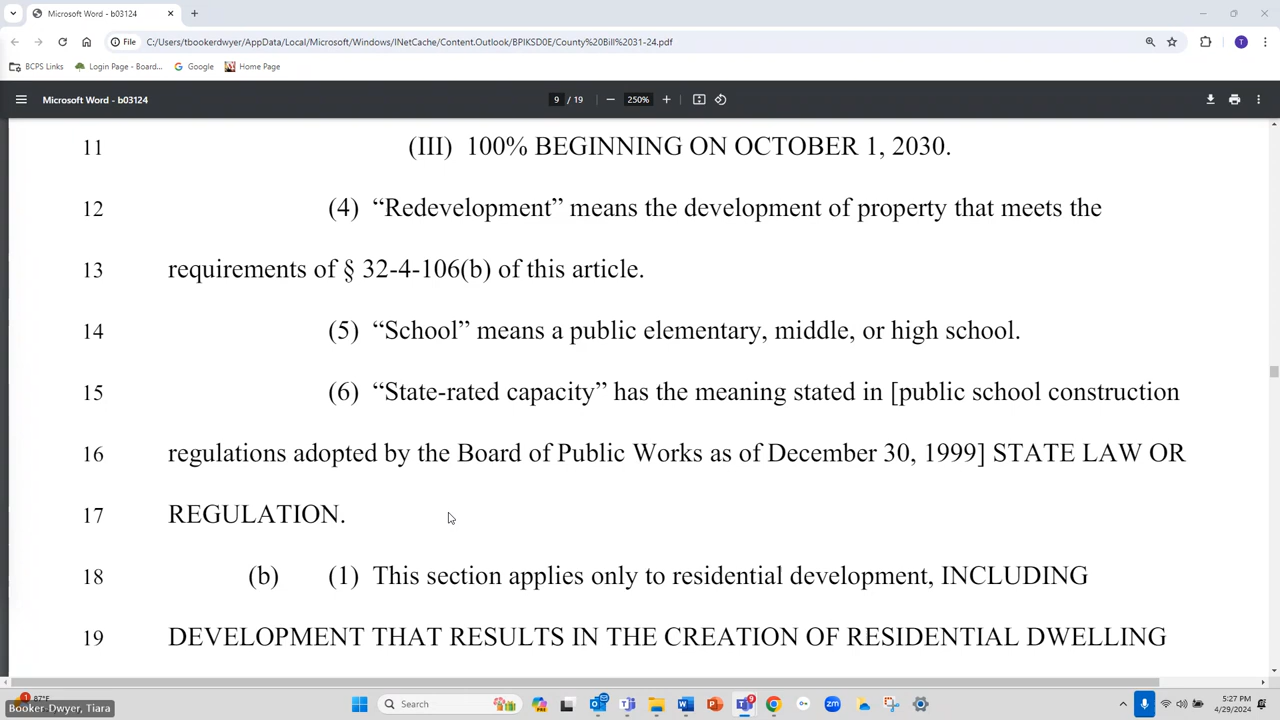 Microsoft Word - b03124
File C:/Users/tbookerdwyer/AppData/Local/Microsoft/Windows/INetCache/Content.Outlook/BPIKSD0E/County%20Bill%2031-24.pdf
BCPS Links Login Page - Board... Google Home Page
Microsoft Word - b03124 9 / 19 250%
11 (III) 100% BEGINNING ON OCTOBER 1, 2030.
12 (4) “Redevelopment” means the development of property that meets the
13 requirements of § 32-4-106(b) of this article.
14 (5) “School” means a public elementary, middle, or high school.
15 (6) “State-rated capacity” has the meaning stated in [public school construction
16 regulations adopted by the Board of Public Works as of December 30, 1999] STATE LAW OR
17 REGULATION.
18 (b) (1) This section applies only to residential development, INCLUDING
19 DEVELOPMENT THAT RESULTS IN THE CREATION OF RESIDENTIAL DWELLING
87°F
Booker-Dwyer, Tiara
Search
5:27 PM
4/29/2024